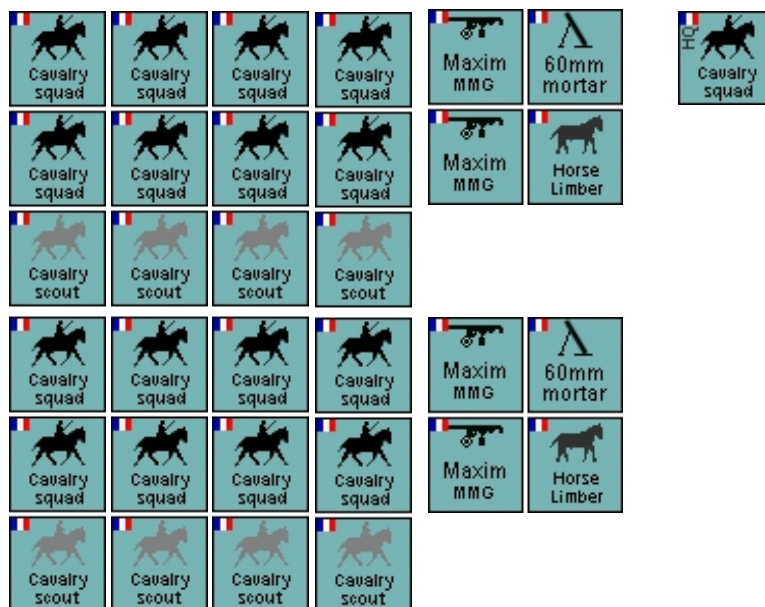 Cavalry Cavalry Cavalry Cavalry Maxim 60mm HQ Cavalry
squad squad squad squad MMG mortar squad
Cavalry Cavalry Cavalry Cavalry Maxim Horse
squad squad squad squad MMG Limber
Cavalry Cavalry Cavalry Cavalry
scout scout scout scout
Cavalry Cavalry Cavalry Cavalry Maxim 60mm
squad squad squad squad MMG mortar
Cavalry Cavalry Cavalry Cavalry Maxim Horse
squad squad squad squad MMG Limber
Cavalry Cavalry Cavalry Cavalry
scout scout scout scout